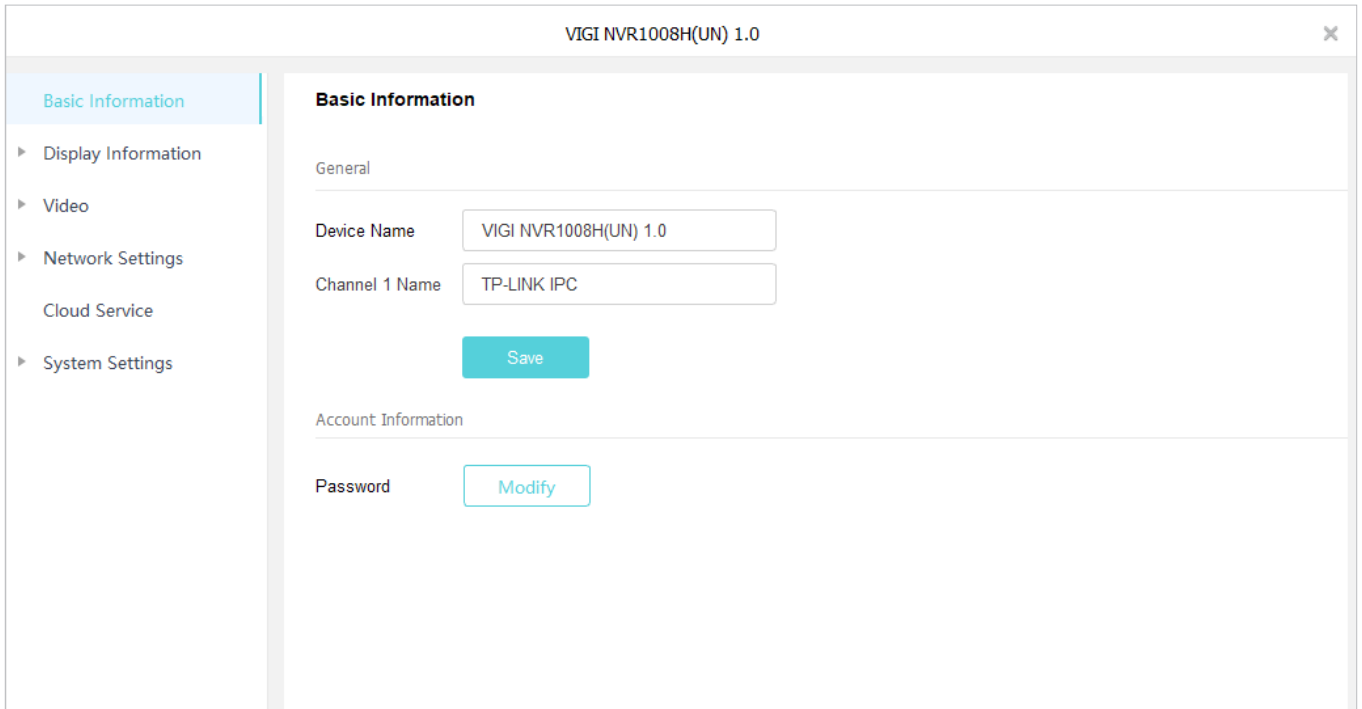 VIGI NVR1008H(UN) 1.0
Basic Information
Display Information
Video
Network Settings
Cloud Service
System Settings
Basic Information
General
Device Name VIGI NVR1008H(UN) 1.0
Channel 1 Name TP-LINK IPC
Save
Account Information
Password Modify